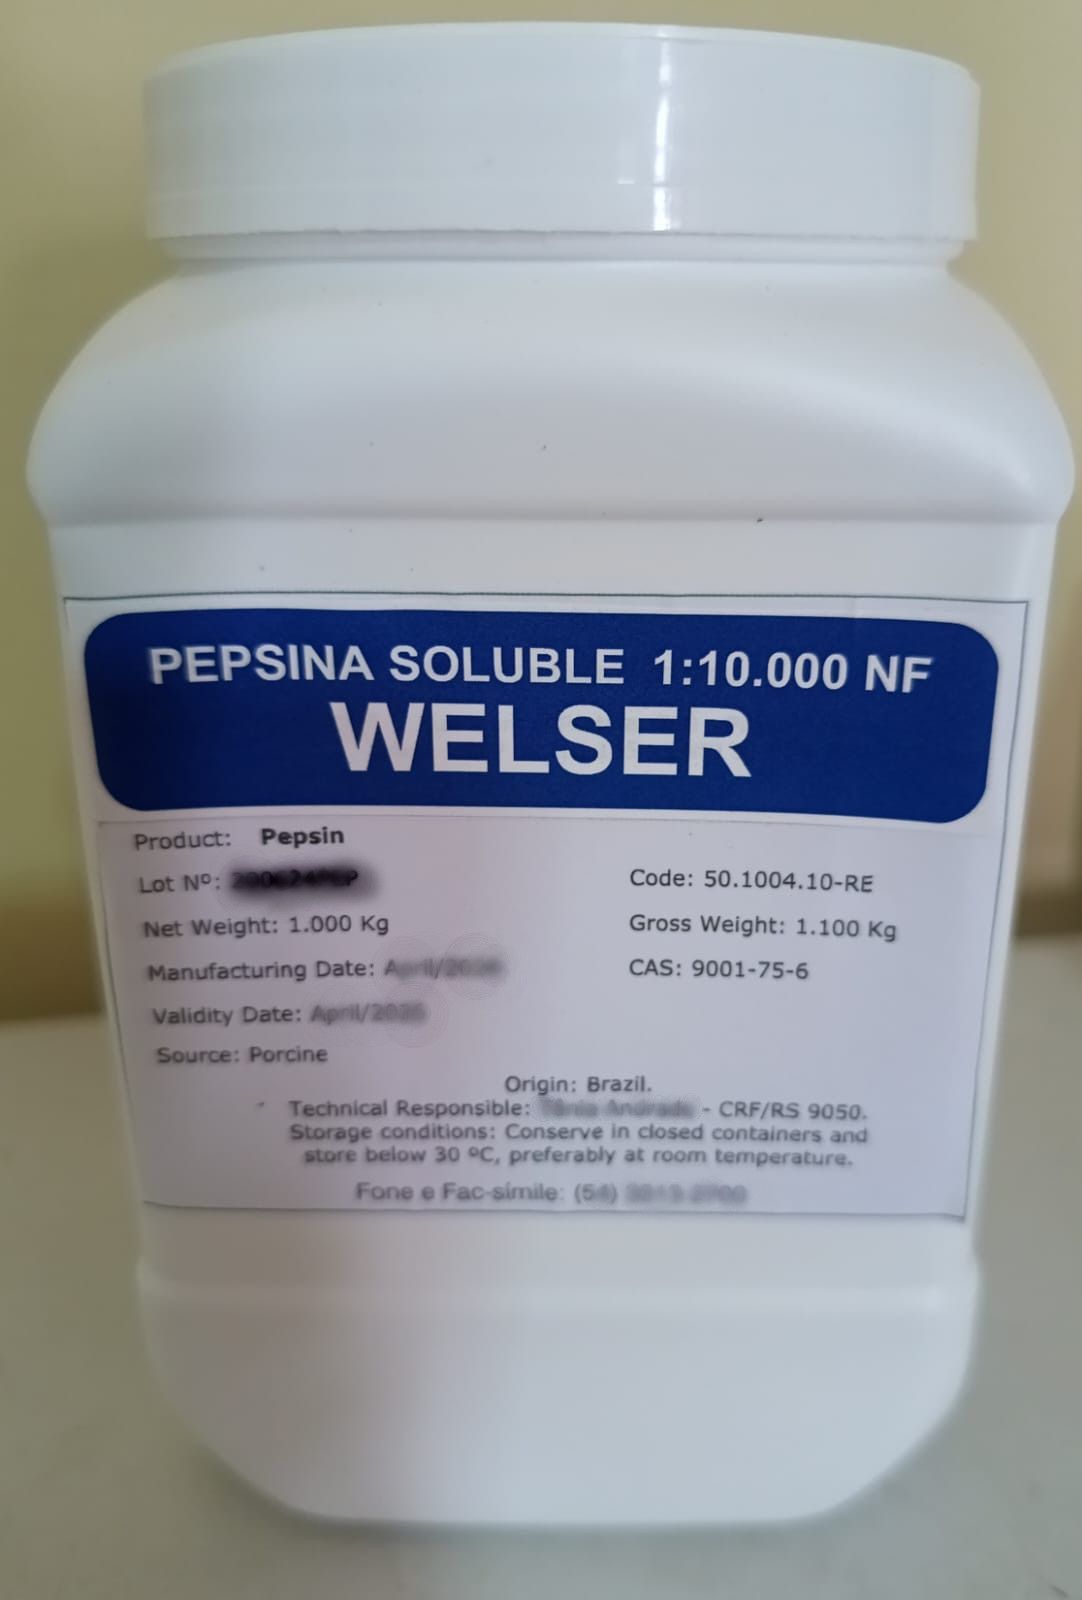 PEPSINA SOLUBLE 1:10.000 NF
WELSER
Product: Pepsin
Lot Nº:
Code: 50.1004.10-RE
Net Weight: 1.000 Kg
Gross Weight: 1.100 Kg
Manufacturing Date:
CAS: 9001-75-6
Validity Date:
Source: Porcine
Origin: Brazil.
Technical Responsible: - CRF/RS 9050.
Storage conditions: Conserve in closed containers and
store below 30 ºC, preferably at room temperature.
Fone e Fac-símile: (54)